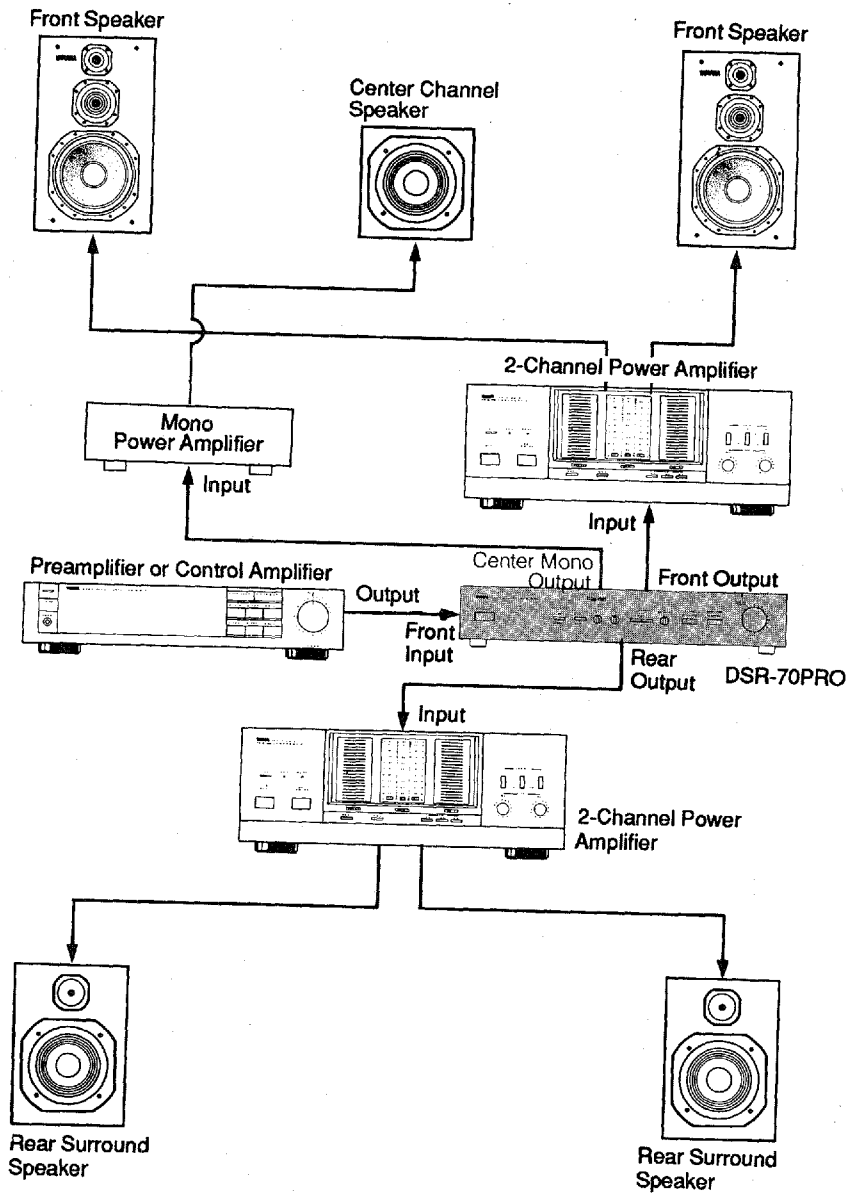 Front Speaker
Front Speaker
Center Channel
Speaker
2-Channel Power Amplifier
Mono
Power Amplifier
Input
Input
Center Mono
Output
Front Output
Preamplifier or Control Amplifier
Output
Front
Input
Rear
Output
DSR-70PRO
Input
2-Channel Power
Amplifier
Rear Surround
Speaker
Rear Surround
Speaker